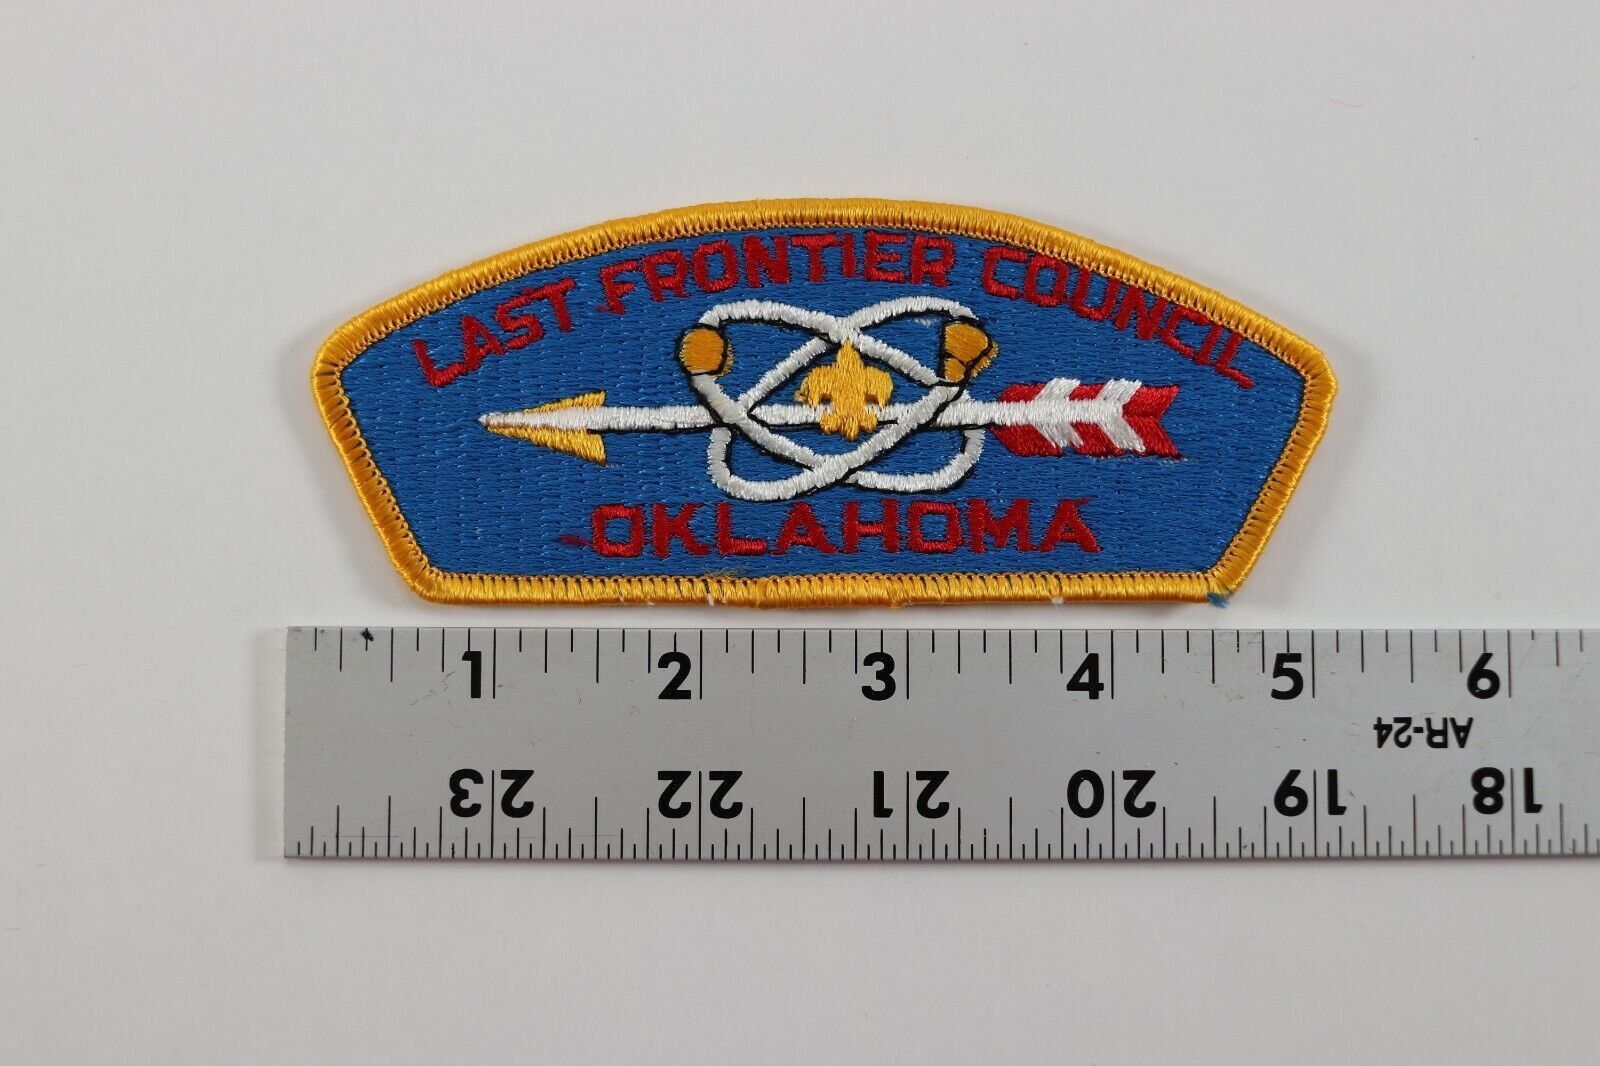 LAST FRONTIER COUNCIL
OKLAHOMA
1 2 3 4 5 6
AR-24
23 22 21 20 19 18